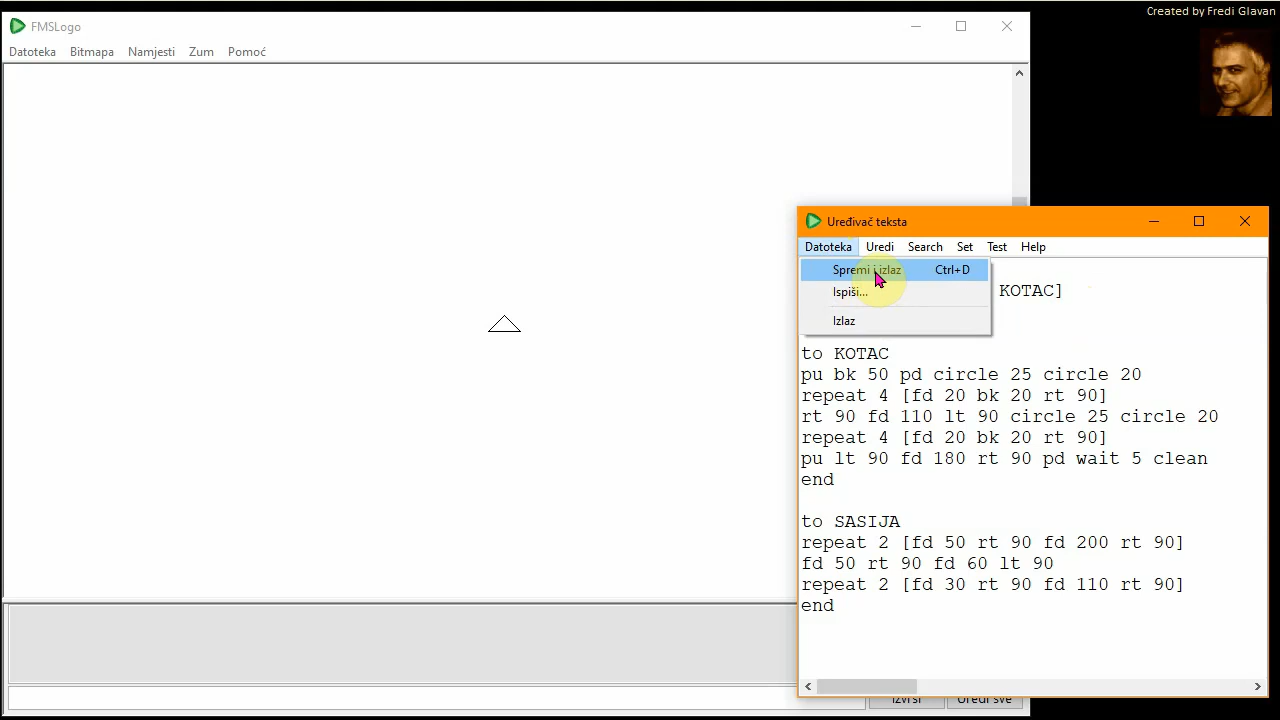 Created by Fredi Glavan
FMSLogo
Datoteka Bitmapa Namjesti Zum Pomoć
Uređivač teksta
Datoteka Uredi Search Set Test Help
Spremi i izlaz Ctrl+D
Ispiši...
Izlaz
KOTAC]
to KOTAC
pu bk 50 pd circle 25 circle 20
repeat 4 [fd 20 bk 20 rt 90]
rt 90 fd 110 lt 90 circle 25 circle 20
repeat 4 [fd 20 bk 20 rt 90]
pu lt 90 fd 180 rt 90 pd wait 5 clean
end
to SASIJA
repeat 2 [fd 50 rt 90 fd 200 rt 90]
fd 50 rt 90 fd 60 lt 90
repeat 2 [fd 30 rt 90 fd 110 rt 90]
end
Izvrši Uredi sve